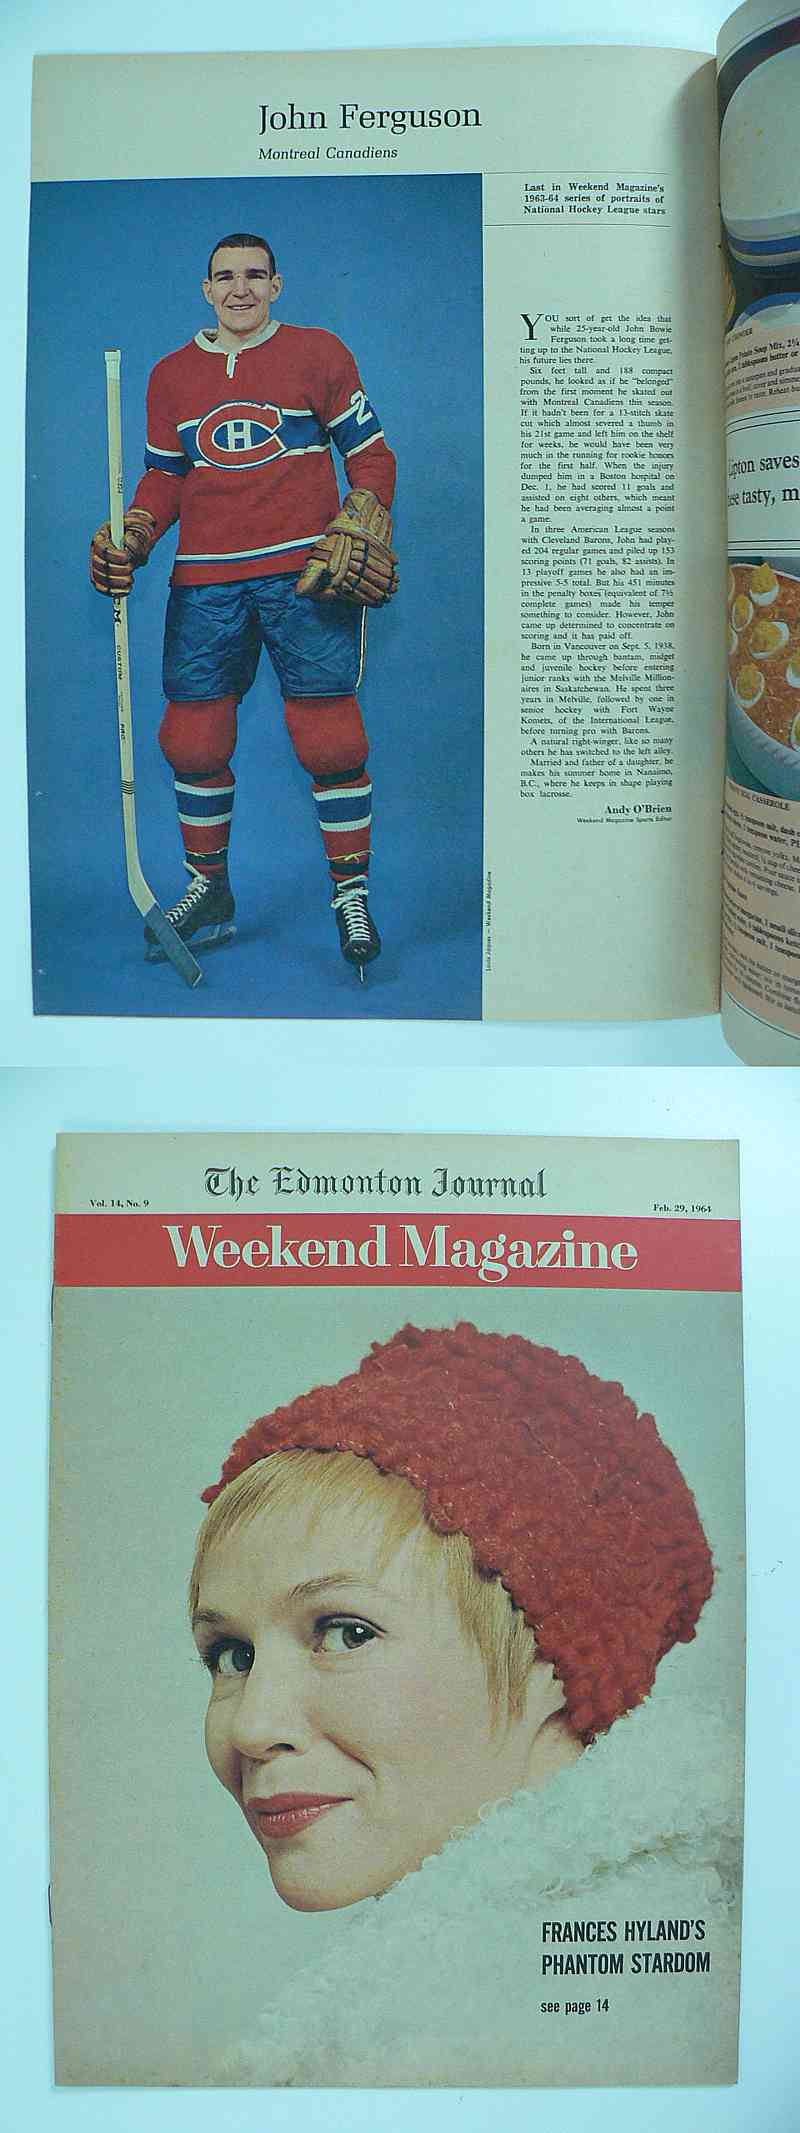 John Ferguson
Montreal Canadiens
Last in Weekend Magazine's
1963-64 series of portraits of
National Hockey League stars
YOU sort of get the idea that
while 25-year-old John Bowie
Ferguson took a long time get-
ting up to the National Hockey League,
his future lies there.
Six feet tall and 188 compact
pounds, he looked as if he "belonged"
from the first moment he skated out
with Montreal Canadiens this season.
If it hadn't been for a 13-stitch skate
cut which almost severed a thumb in
his 21st game and left him on the shelf
for weeks, he would have been very
much in the running for rookie honors
for the first half. When the injury
dumped him in a Boston hospital on
Dec. 1, he had scored 11 goals and
assisted on eight others, which meant
he had been averaging almost a point
a game.
In three American League seasons
with Cleveland Barons, John had play-
ed 204 regular games and piled up 153
scoring points (71 goals, 82 assists). In
13 playoff games he also had an im-
pressive 5-5 total. But his 451 minutes
in the penalty boxes (equivalent of 7½
complete games) made his temper
something to consider. However, John
came up determined to concentrate on
scoring and it has paid off.
Born in Vancouver on Sept. 5, 1938,
he came up through bantam, midget
and juvenile hockey before entering
junior ranks with the Melville Million-
aires in Saskatchewan. He spent three
years in Melville, followed by one in
senior hockey with Fort Wayne
Komets, of the International League,
before turning pro with Barons.
A natural right-winger, like so many
others he has switched to the left alley.
Married and father of a daughter, he
makes his summer home in Nanaimo,
B.C., where he keeps in shape playing
box lacrosse.
Andy O'Brien
Weekend Magazine Sports Editor
Louis Jaques — Weekend Magazine
2
CH
CUSTOM
PRO
Lipton saves
tasty, m
EGG CASSEROLE
The Edmonton Journal
Vol. 14, No. 9
Feb. 29, 1964
Weekend Magazine
FRANCES HYLAND'S
PHANTOM STARDOM
see page 14